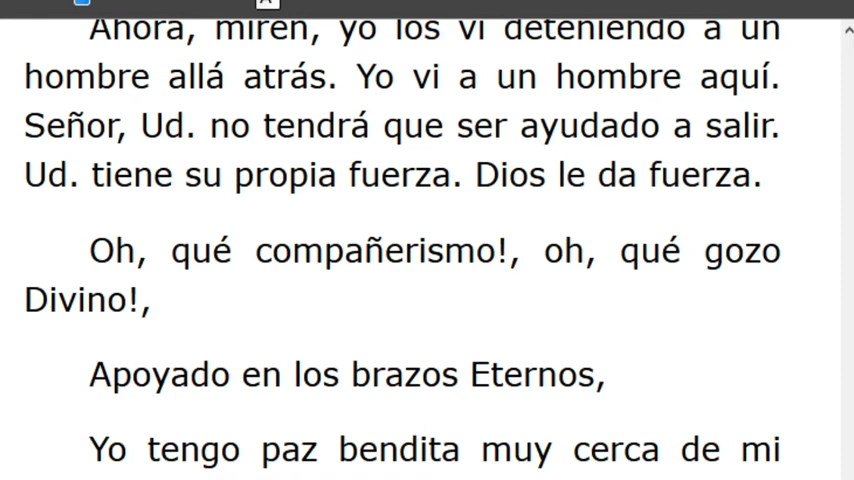 Ahora, miren, yo los vi deteniendo a un
hombre allá atrás. Yo vi a un hombre aquí.
Señor, Ud. no tendrá que ser ayudado a salir.
Ud. tiene su propia fuerza. Dios le da fuerza.
Oh, qué compañerismo!, oh, qué gozo
Divino!,
Apoyado en los brazos Eternos,
Yo tengo paz bendita muy cerca de mi